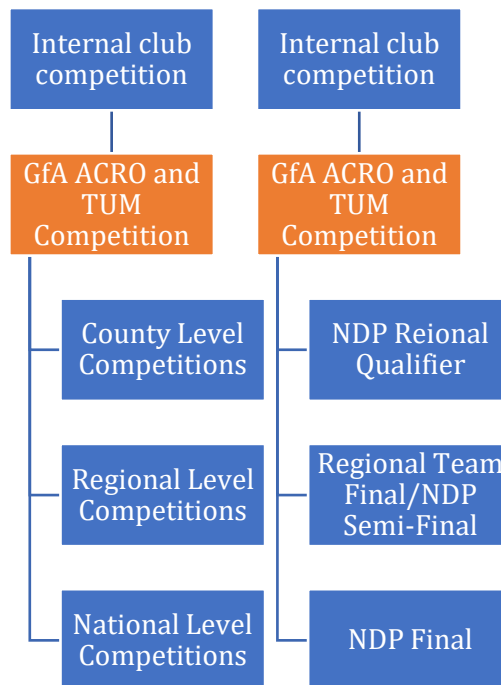 Internal club
competition
GfA ACRO and
TUM
Competition
County Level
Competitions
Regional Level
Competitions
National Level
Competitions
Internal club
competition
GfA ACRO and
TUM
Competition
NDP Reional
Qualifier
Regional Team
Final/NDP
Semi-Final
NDP Final